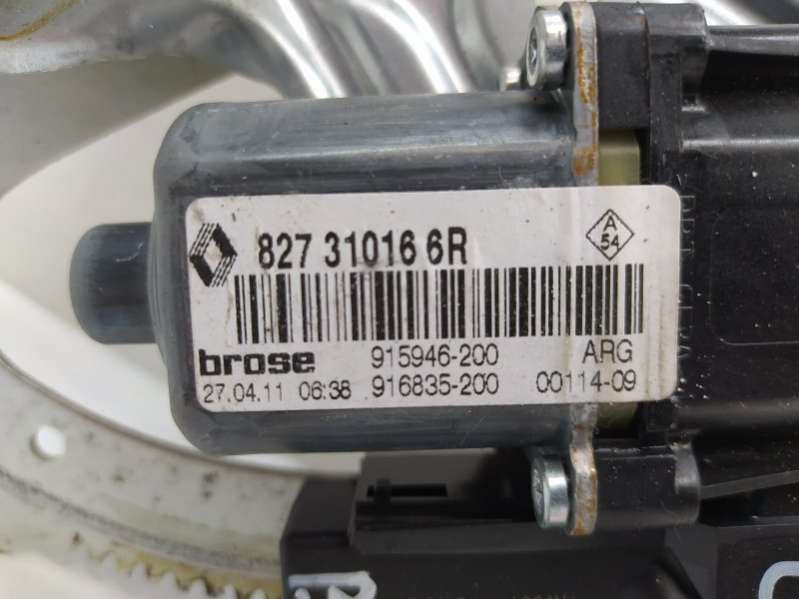 827 31016 6R
A
54
brose 915946-200 ARG
27.04.11 06:38 916835-200 00114-09